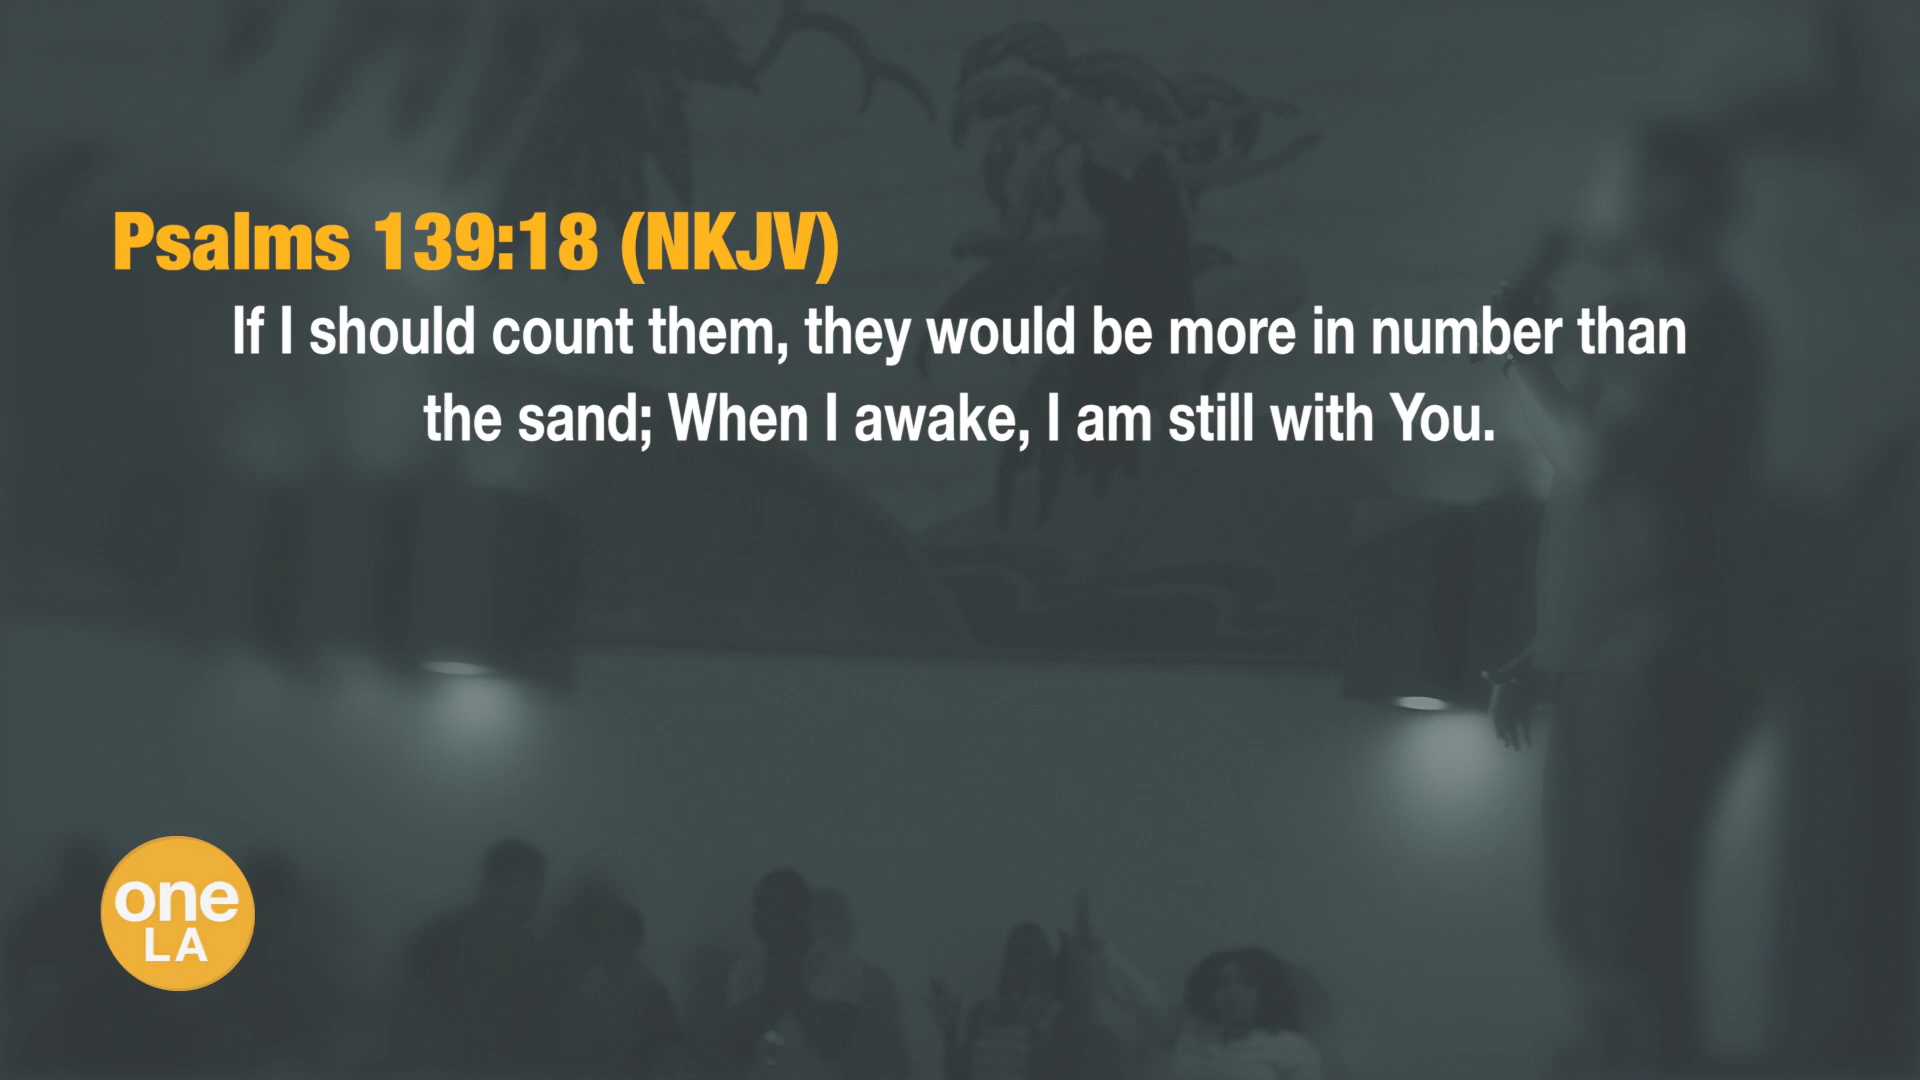 Psalms 139:18 (NKJV)
If I should count them, they would be more in number than
the sand; When I awake, I am still with You.
one
LA